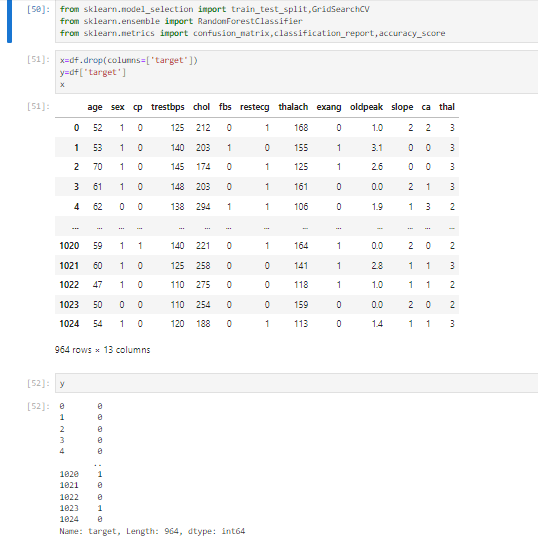 [50]: from sklearn.model_selection import train_test_split,GridSearchCV
from sklearn.ensemble import RandomForestClassifier
from sklearn.metrics import confusion_matrix,classification_report,accuracy_score
[51]: x=df.drop(columns=['target'])
y=df['target']
x
[51]: age sex cp trestbps chol fbs restecg thalach exang oldpeak slope ca thal
0 52 1 0 125 212 0 1 168 0 1.0 2 2 3
1 53 1 0 140 203 1 0 155 1 3.1 0 0 3
2 70 1 0 145 174 0 1 125 1 2.6 0 0 3
3 61 1 0 148 203 0 1 161 0 0.0 2 1 3
4 62 0 0 138 294 1 1 106 0 1.9 1 3 2
... ... ... ... ... ... ... ... ... ... ... ... ... ...
1020 59 1 1 140 221 0 1 164 1 0.0 2 0 2
1021 60 1 0 125 258 0 0 141 1 2.8 1 1 3
1022 47 1 0 110 275 0 0 118 1 1.0 1 1 2
1023 50 0 0 110 254 0 0 159 0 0.0 2 0 2
1024 54 1 0 120 188 0 1 113 0 1.4 1 1 3
964 rows × 13 columns
[52]: y
[52]: 0 0
1 0
2 0
3 0
4 0
..
1020 1
1021 0
1022 0
1023 1
1024 0
Name: target, Length: 964, dtype: int64